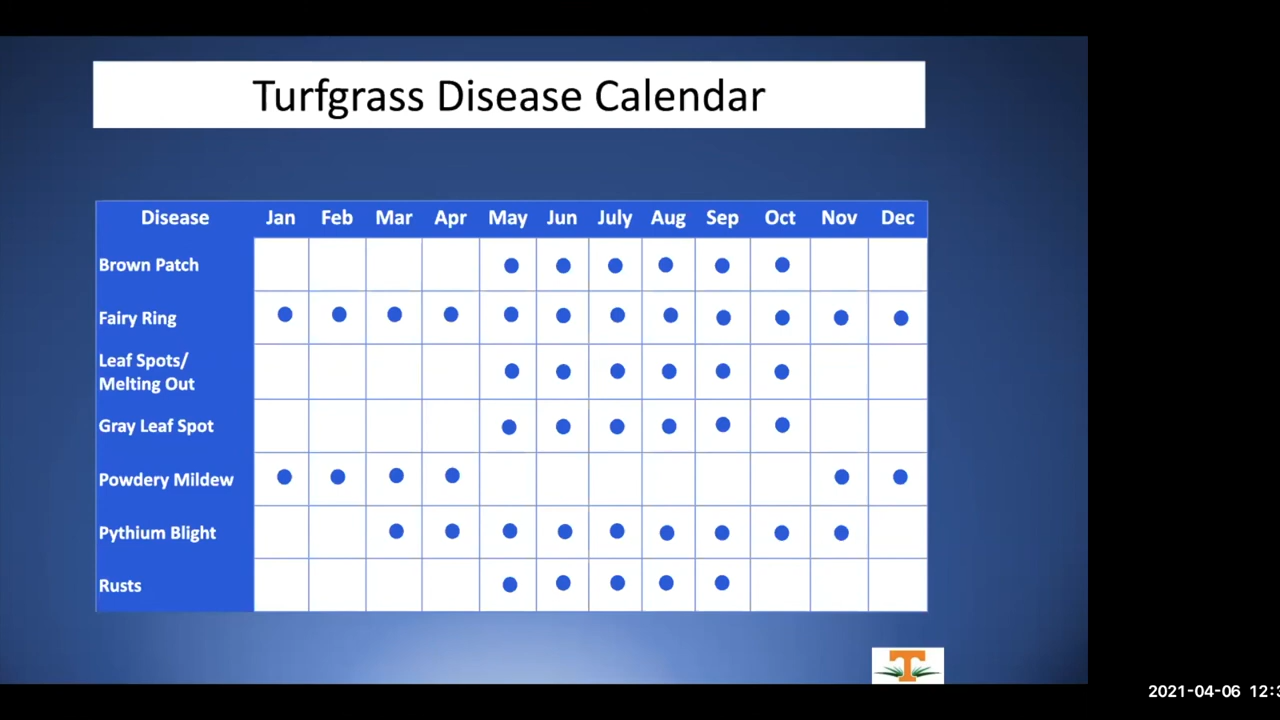 Turfgrass Disease Calendar
Disease Jan Feb Mar Apr May Jun July Aug Sep Oct Nov Dec
Brown Patch
Fairy Ring
Leaf Spots/
Melting Out
Gray Leaf Spot
Powdery Mildew
Pythium Blight
Rusts
T
2021-04-06 12:3